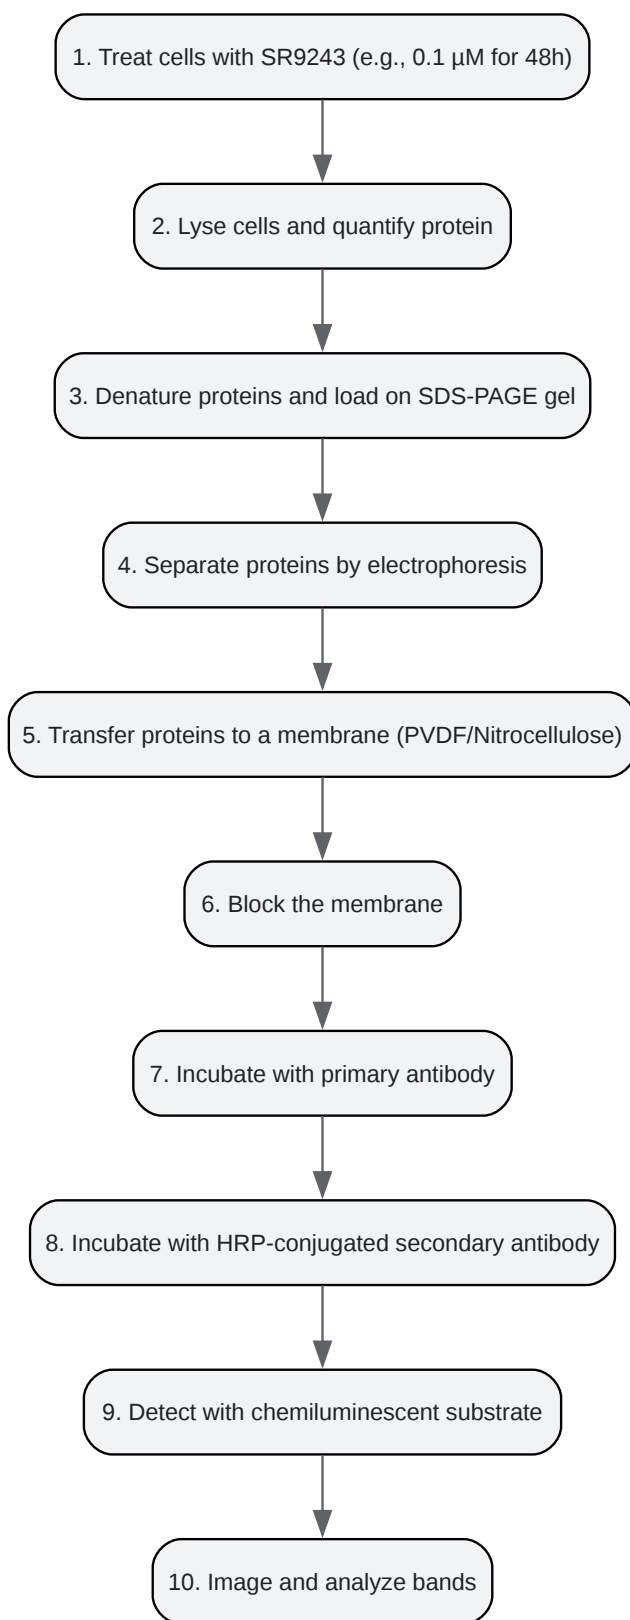 1. Treat cells with SR9243 (e.g., 0.1 µM for 48h)
2. Lyse cells and quantify protein
3. Denature proteins and load on SDS-PAGE gel
4. Separate proteins by electrophoresis
5. Transfer proteins to a membrane (PVDF/Nitrocellulose)
6. Block the membrane
7. Incubate with primary antibody
8. Incubate with HRP-conjugated secondary antibody
9. Detect with chemiluminescent substrate
10. Image and analyze bands